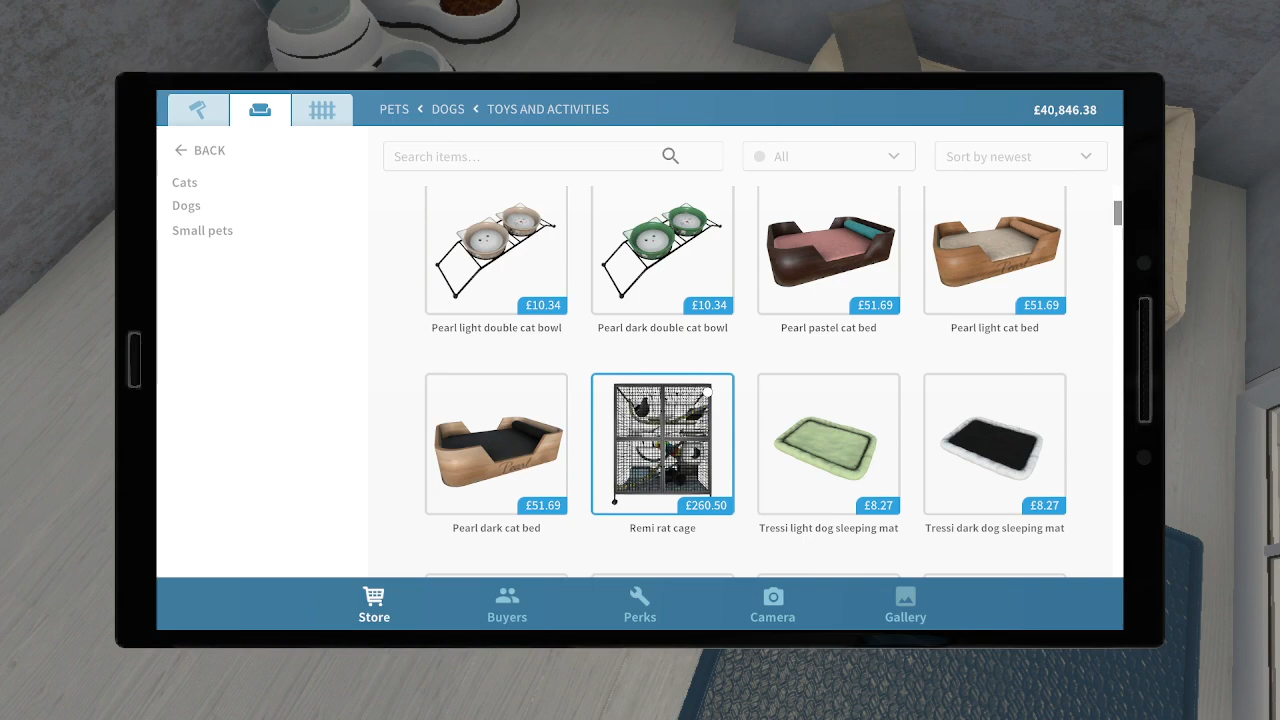 PETS < DOGS < TOYS AND ACTIVITIES
£40,846.38
BACK
Cats
Dogs
Small pets
Search items...
All
Sort by newest
£10.34
£10.34
£51.69
£51.69
Pearl light double cat bowl
Pearl dark double cat bowl
Pearl pastel cat bed
Pearl light cat bed
£51.69
£260.50
£8.27
£8.27
Pearl dark cat bed
Remi rat cage
Tressi light dog sleeping mat
Tressi dark dog sleeping mat
Store
Buyers
Perks
Camera
Gallery